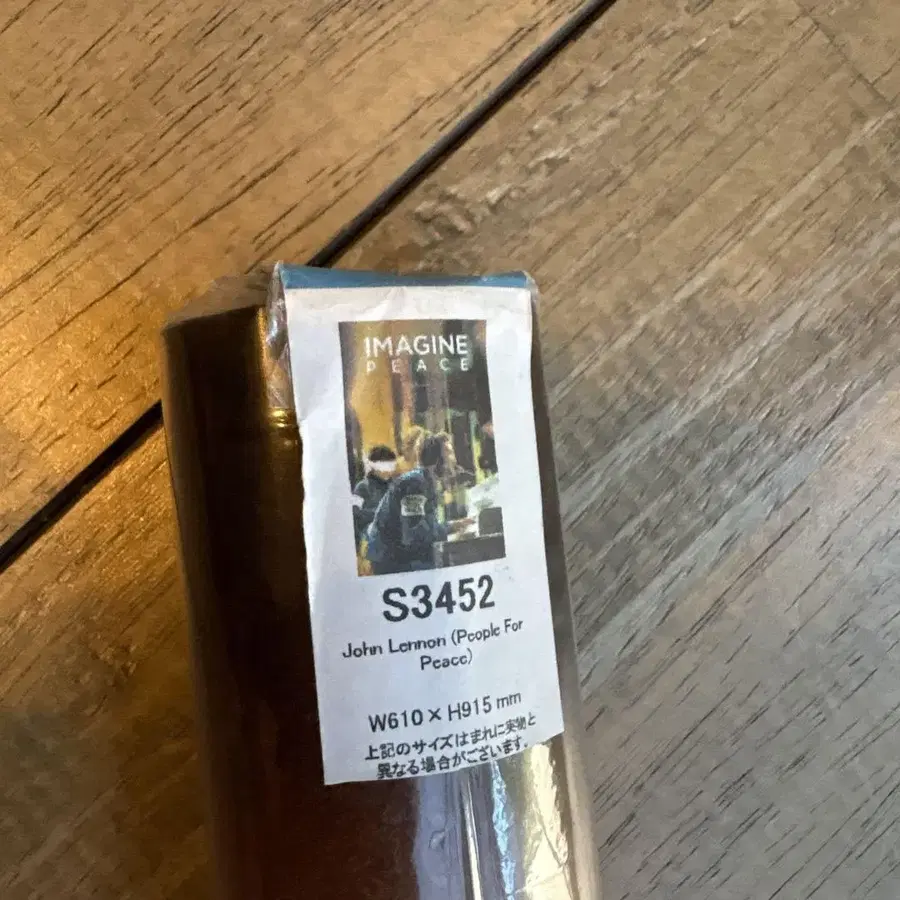 IMAGINE
PEACE
S3452
John Lennon (People For
Peace)
W610×H915 mm
上記のサイズはまれに実物と
異なる場合がございます。